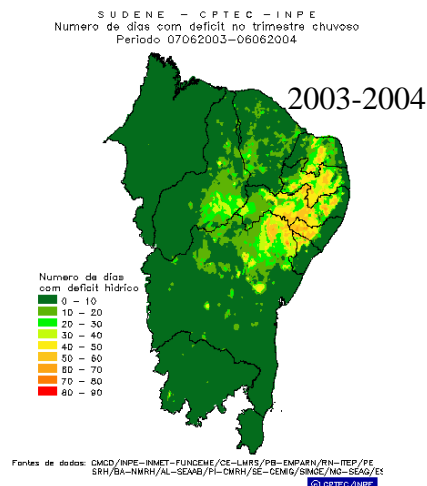 SUDENE - CPTEC - INPE
Numero de dias com deficit no trimestre chuvoso
Periodo 07062003-06062004
2003-2004
Numero de dias
com deficit hidrico
0 - 10
10 - 20
20 - 30
30 - 40
40 - 50
50 - 60
60 - 70
70 - 80
80 - 90
Fontes de dados: CMCD/INPE-INMET-FUNCEME/CE-LMRS/PB-EMPARN/RN-ITEP/PE
SRH/BA-NMRH/AL-SEAAB/PI-CMRH/SE-CEMIG/SIMGE/MG-SEAG/ES
© CPTEC/INPE